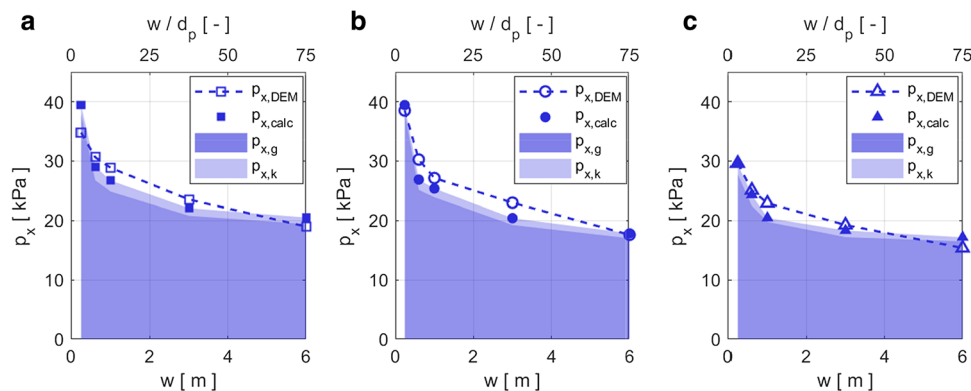 a
w / d_p [ - ]
0 25 50 75
40
30
20
10
0
p_x [ kPa ]
p_x,DEM
p_x,calc
p_x,g
p_x,k
0 2 4 6
w [ m ]
b
w / d_p [ - ]
0 25 50 75
40
30
20
10
0
p_x [ kPa ]
p_x,DEM
p_x,calc
p_x,g
p_x,k
0 2 4 6
w [ m ]
c
w / d_p [ - ]
0 25 50 75
40
30
20
10
0
p_x [ kPa ]
p_x,DEM
p_x,calc
p_x,g
p_x,k
0 2 4 6
w [ m ]